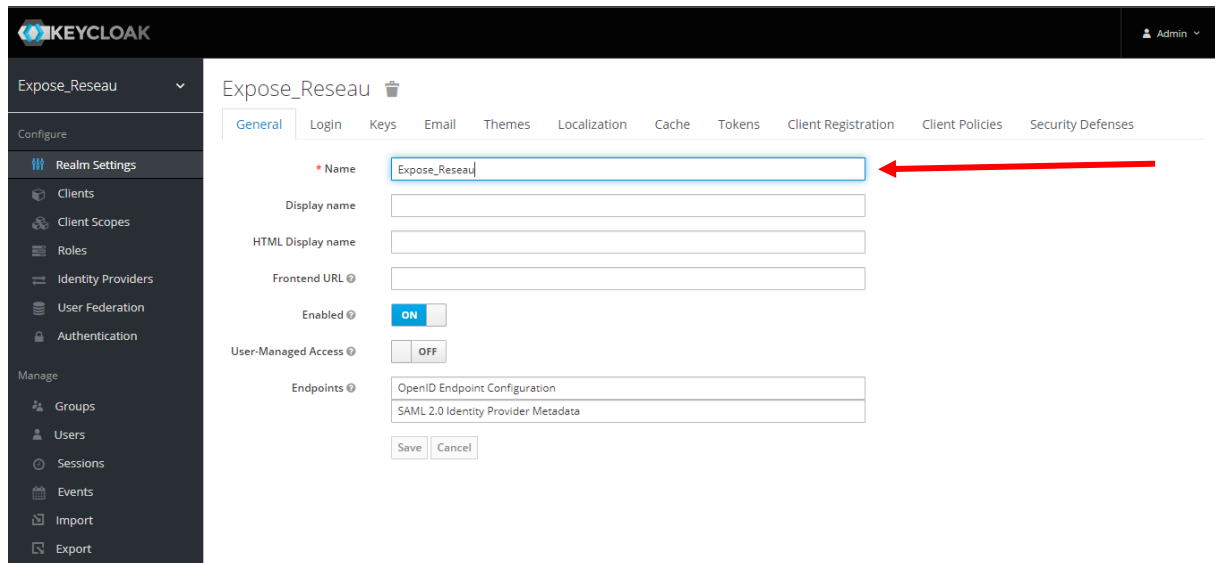 KEYCLOAK
Admin
Expose_Reseau
Configure
Realm Settings
Clients
Client Scopes
Roles
Identity Providers
User Federation
Authentication
Manage
Groups
Users
Sessions
Events
Import
Export
Expose_Reseau
General Login Keys Email Themes Localization Cache Tokens Client Registration Client Policies Security Defenses
* Name Expose_Reseau
Display name
HTML Display name
Frontend URL
Enabled ON
User-Managed Access OFF
Endpoints OpenID Endpoint Configuration
SAML 2.0 Identity Provider Metadata
Save Cancel